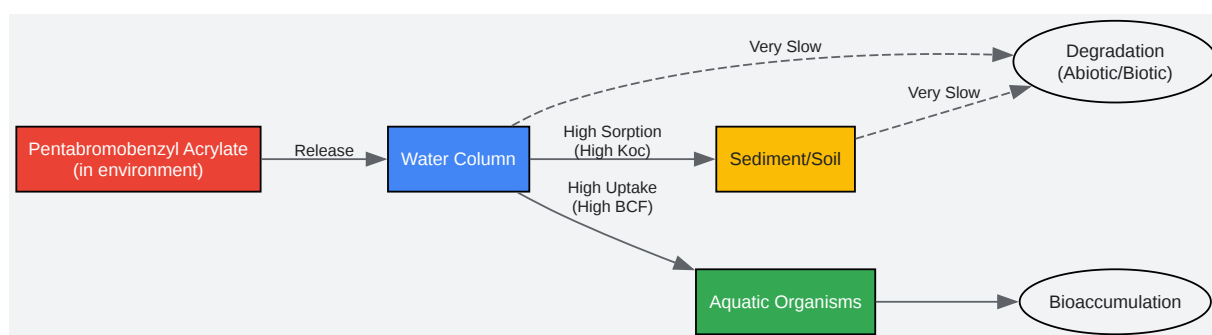 Pentabromobenzyl Acrylate
(in environment)
Release
Water Column
Very Slow
High Sorption
(High Koc)
High Uptake
(High BCF)
Sediment/Soil
Very Slow
Degradation
(Abiotic/Biotic)
Aquatic Organisms
Bioaccumulation